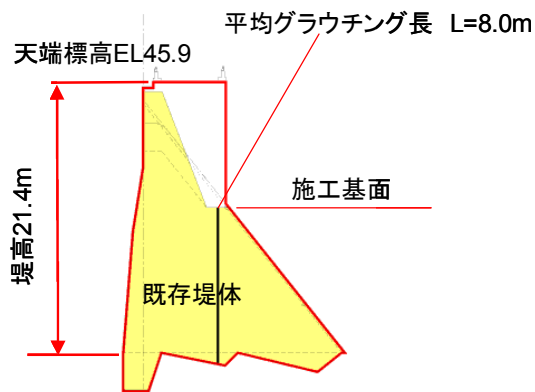 平均グラウチング長 L=8.0m
天端標高EL45.9
施工基面
堤高21.4m
既存堤体